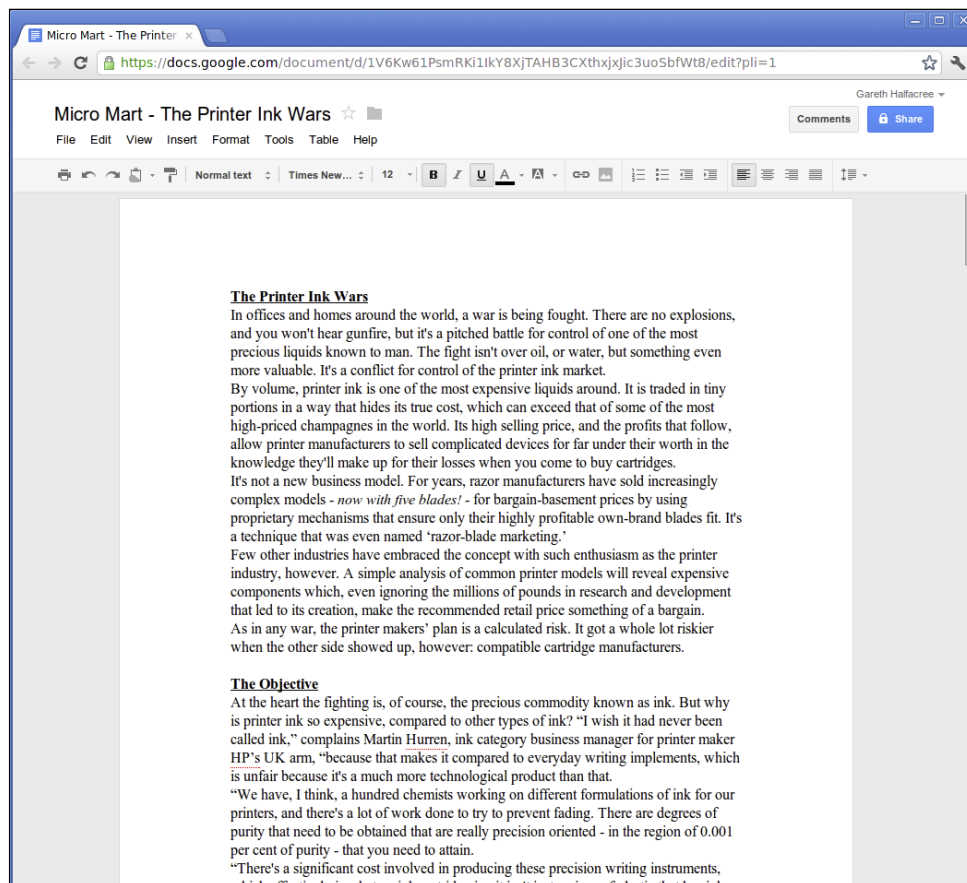 Micro Mart - The Printer
https://docs.google.com/document/d/1V6Kw61PsmRKi1IkY8XjTAHB3CXthxjxJic3uoSbfWt8/edit?pli=1
Gareth Halfacree
Micro Mart - The Printer Ink Wars
Comments Share
File Edit View Insert Format Tools Table Help
Normal text Times New... 12 B I U A A
The Printer Ink Wars
In offices and homes around the world, a war is being fought. There are no explosions,
and you won't hear gunfire, but it's a pitched battle for control of one of the most
precious liquids known to man. The fight isn't over oil, or water, but something even
more valuable. It's a conflict for control of the printer ink market.
By volume, printer ink is one of the most expensive liquids around. It is traded in tiny
portions in a way that hides its true cost, which can exceed that of some of the most
high-priced champagnes in the world. Its high selling price, and the profits that follow,
allow printer manufacturers to sell complicated devices for far under their worth in the
knowledge they'll make up for their losses when you come to buy cartridges.
It's not a new business model. For years, razor manufacturers have sold increasingly
complex models - now with five blades! - for bargain-basement prices by using
proprietary mechanisms that ensure only their highly profitable own-brand blades fit. It's
a technique that was even named ‘razor-blade marketing.’
Few other industries have embraced the concept with such enthusiasm as the printer
industry, however. A simple analysis of common printer models will reveal expensive
components which, even ignoring the millions of pounds in research and development
that led to its creation, make the recommended retail price something of a bargain.
As in any war, the printer makers’ plan is a calculated risk. It got a whole lot riskier
when the other side showed up, however: compatible cartridge manufacturers.
The Objective
At the heart the fighting is, of course, the precious commodity known as ink. But why
is printer ink so expensive, compared to other types of ink? “I wish it had never been
called ink,” complains Martin Hurren, ink category business manager for printer maker
HP’s UK arm, “because that makes it compared to everyday writing implements, which
is unfair because it's a much more technological product than that.
“We have, I think, a hundred chemists working on different formulations of ink for our
printers, and there's a lot of work done to try to prevent fading. There are degrees of
purity that need to be obtained that are really precision oriented - in the region of 0.001
per cent of purity - that you need to attain.
“There's a significant cost involved in producing these precision writing instruments,